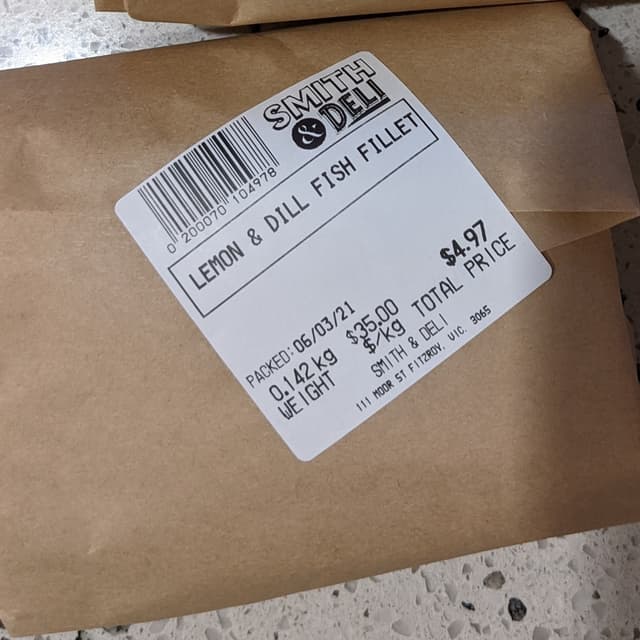 SMITH
& DELI
0 200070 104978
LEMON & DILL FISH FILLET
PACKED: 06/03/21
$4.97
0.142kg $35.00 TOTAL PRICE
WEIGHT $/kg
SMITH & DELI
111 MOOR ST FITZROY, VIC. 3065